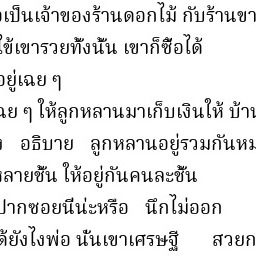 เป็นเจ้าของร้านดอกไม้ กับร้านขา
ใช้เขารวยทั้งนั้น เขาก็ซื้อได้
อยู่เฉย ๆ
ฉย ๆ ให้ลูกหลานมาเก็บเงินให้ บ้าน
อธิบาย ลูกหลานอยู่รวมกันหม
หลายชั้น ให้อยู่กันคนละชั้น
ปากซอยนี่น่ะหรือ นึกไม่ออก
ด้ยังไงพ่อ นั่นเขาเศรษฐี สวยก